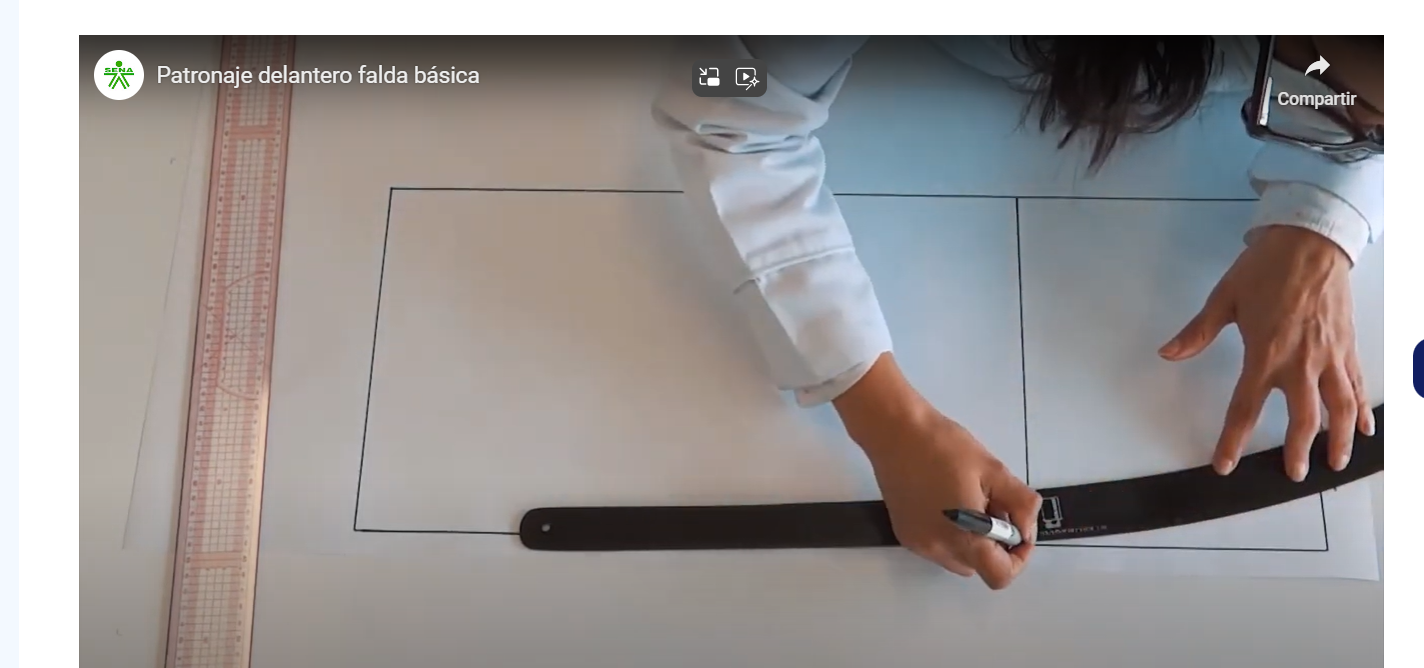 SENA
Patronaje delantero falda básica
Compartir